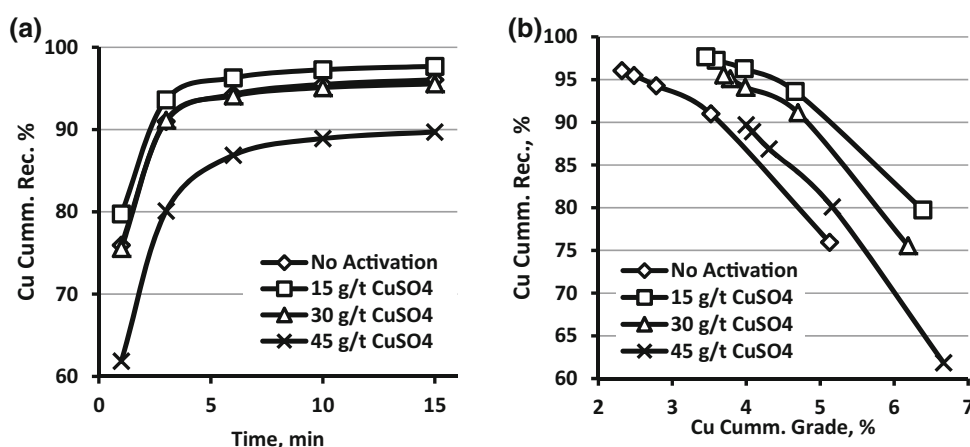 (a)
Cu Cumm. Rec. %
100
90
80
70
60
0
5
10
15
Time, min
No Activation
15 g/t CuSO4
30 g/t CuSO4
45 g/t CuSO4
(b)
Cu Cumm. Rec., %
100
95
90
85
80
75
70
65
60
2
3
4
5
6
7
Cu Cumm. Grade, %
No Activation
15 g/t CuSO4
30 g/t CuSO4
45 g/t CuSO4